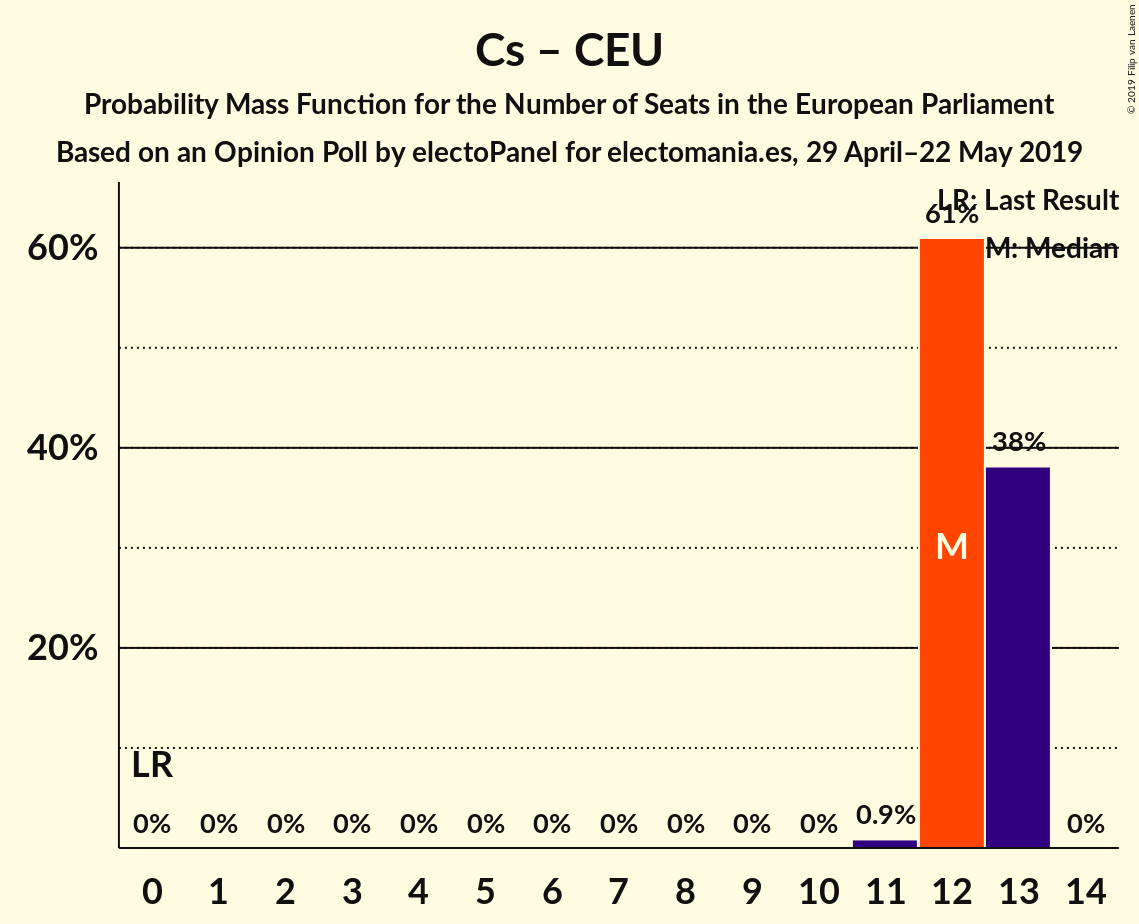 Cs – CEU
Probability Mass Function for the Number of Seats in the European Parliament
Based on an Opinion Poll by electoPanel for electomania.es, 29 April–22 May 2019
© 2019 Filip van Laenen
LR: Last Result
M: Median
60%
40%
20%
61%
38%
M
LR
0% 0% 0% 0% 0% 0% 0% 0% 0% 0% 0% 0.9% 0%
0 1 2 3 4 5 6 7 8 9 10 11 12 13 14